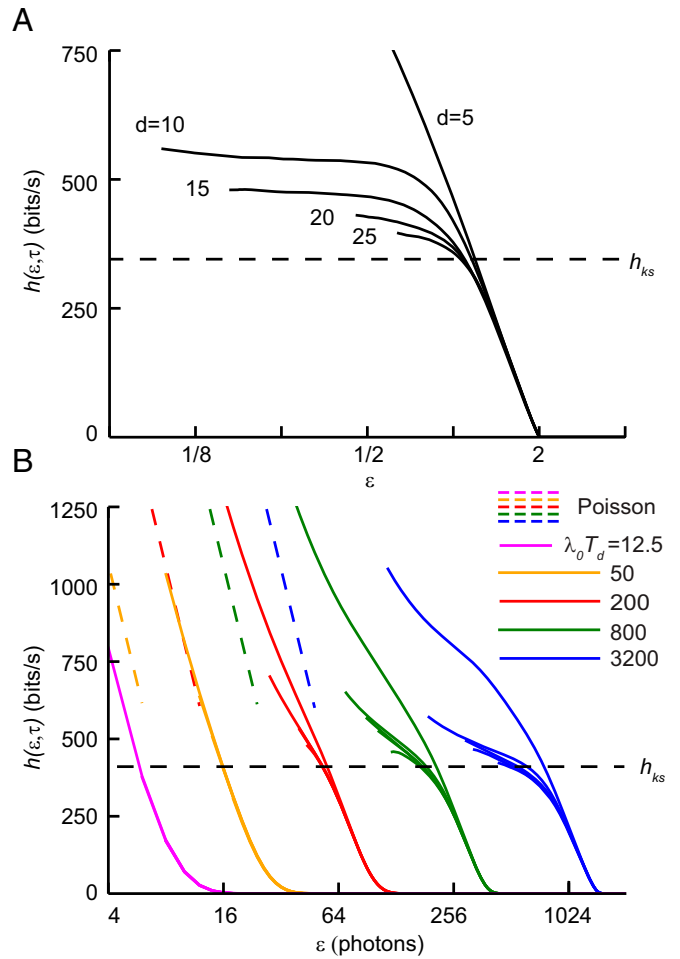 A
750
500
250
0
h(ε,τ) (bits/s)
d=10
15
20
25
d=5
h_ks
1/8
1/2
2
ε
B
1250
1000
750
500
250
0
h(ε,τ) (bits/s)
Poisson
λ₀T_d=12.5
50
200
800
3200
h_ks
4
16
64
256
1024
ε (photons)